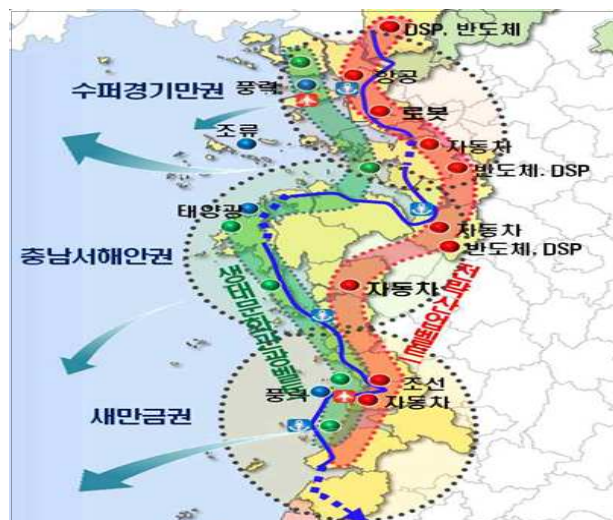 DSP, 반도체
항공
수퍼경기만권
풍력
로봇
조류
자동차
반도체, DSP
태양광
자동차
충남서해안권
반도체, DSP
자동차
생태문화관광벨트
전략산업벨트
조선
풍력
자동차
새만금권